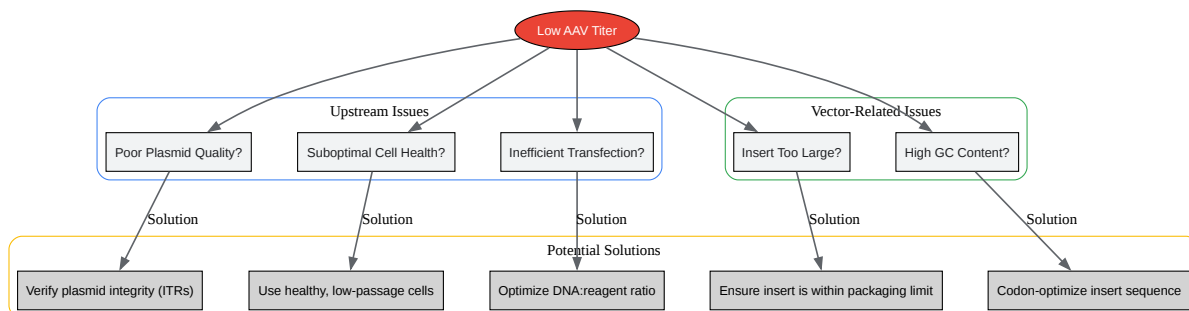 Low AAV Titer
Upstream Issues
Vector-Related Issues
Poor Plasmid Quality?
Suboptimal Cell Health?
Inefficient Transfection?
Insert Too Large?
High GC Content?
Solution
Solution
Solution
Solution
Solution
Potential Solutions
Verify plasmid integrity (ITRs)
Use healthy, low-passage cells
Optimize DNA:reagent ratio
Ensure insert is within packaging limit
Codon-optimize insert sequence